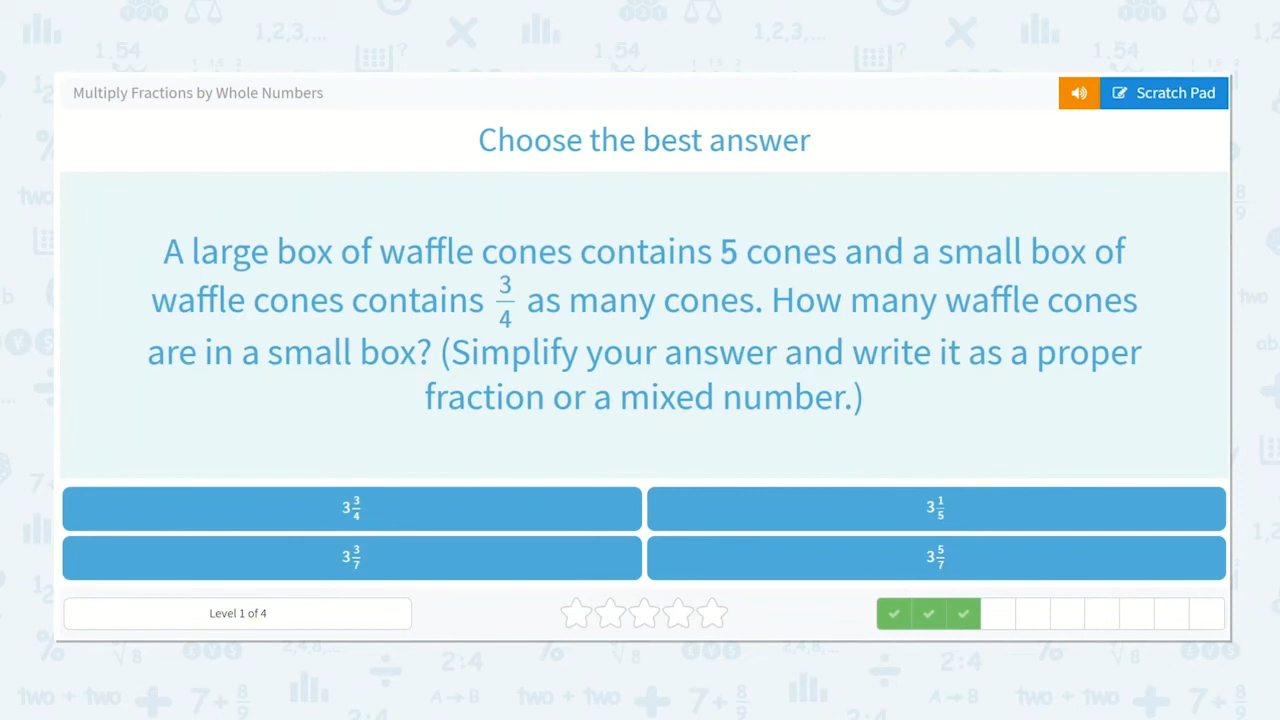 Multiply Fractions by Whole Numbers
Scratch Pad
Choose the best answer
A large box of waffle cones contains 5 cones and a small box of
waffle cones contains 3/4 as many cones. How many waffle cones
are in a small box? (Simplify your answer and write it as a proper
fraction or a mixed number.)
3 3/4
3 1/5
3 3/7
3 5/7
Level 1 of 4